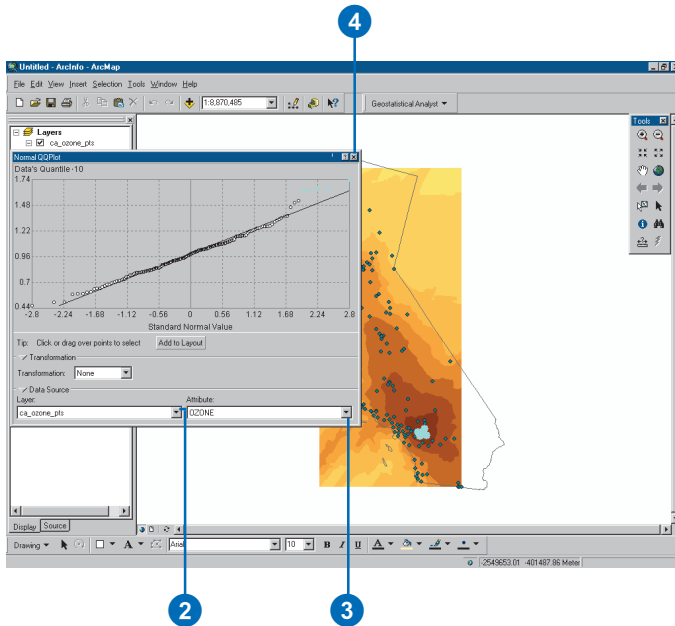 4
Untitled - ArcInfo - ArcMap
File Edit View Insert Selection Tools Window Help
1:8,870,485
Geostatistical Analyst
Layers
ca_ozone_pts
Tools
Normal QQPlot
Data's Quantile·10
1.74
1.48
1.22
0.96
0.7
0.44
-2.8 -2.24 -1.68 -1.12 -0.56 0 0.56 1.12 1.68 2.24 2.8
Standard Normal Value
Tip: Click or drag over points to select Add to Layout
Transformation
Transformation: None
Data Source
Layer: Attribute:
ca_ozone_pts OZONE
Display Source
Drawing A Arial 10 B I U A
-2549653.01 -401487.86 Meter
2 3